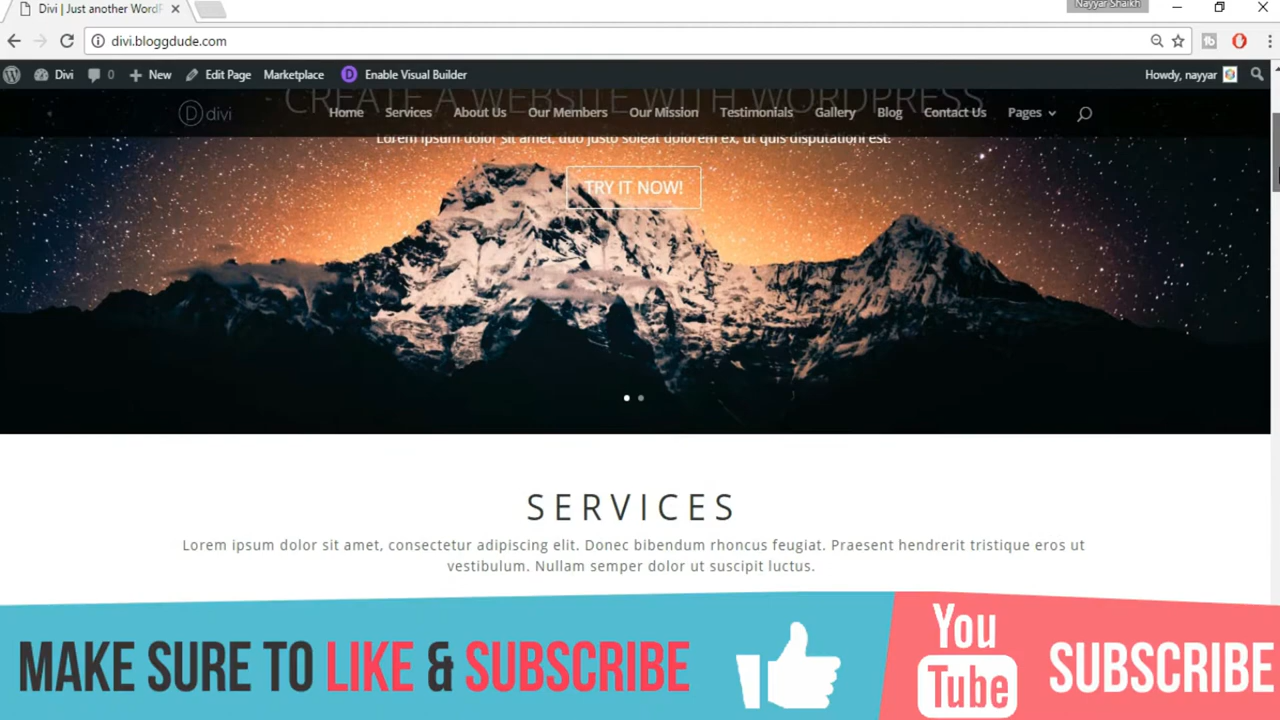 Divi | Just another WordP
Nayyar Shaikh
divi.bloggdude.com
Divi 0 New Edit Page Marketplace D Enable Visual Builder Howdy, nayyar
CREATE A WEBSITE WITH WORDPRESS
D divi Home Services About Us Our Members Our Mission Testimonials Gallery Blog Contact Us Pages
Lorem ipsum dolor sit amet, duo justo soleat dolorem ex, ut quis disputationi est.
TRY IT NOW!
SERVICES
Lorem ipsum dolor sit amet, consectetur adipiscing elit. Donec bibendum rhoncus feugiat. Praesent hendrerit tristique eros ut
vestibulum. Nullam semper dolor ut suscipit luctus.
MAKE SURE TO LIKE & SUBSCRIBE
You
Tube
SUBSCRIBE